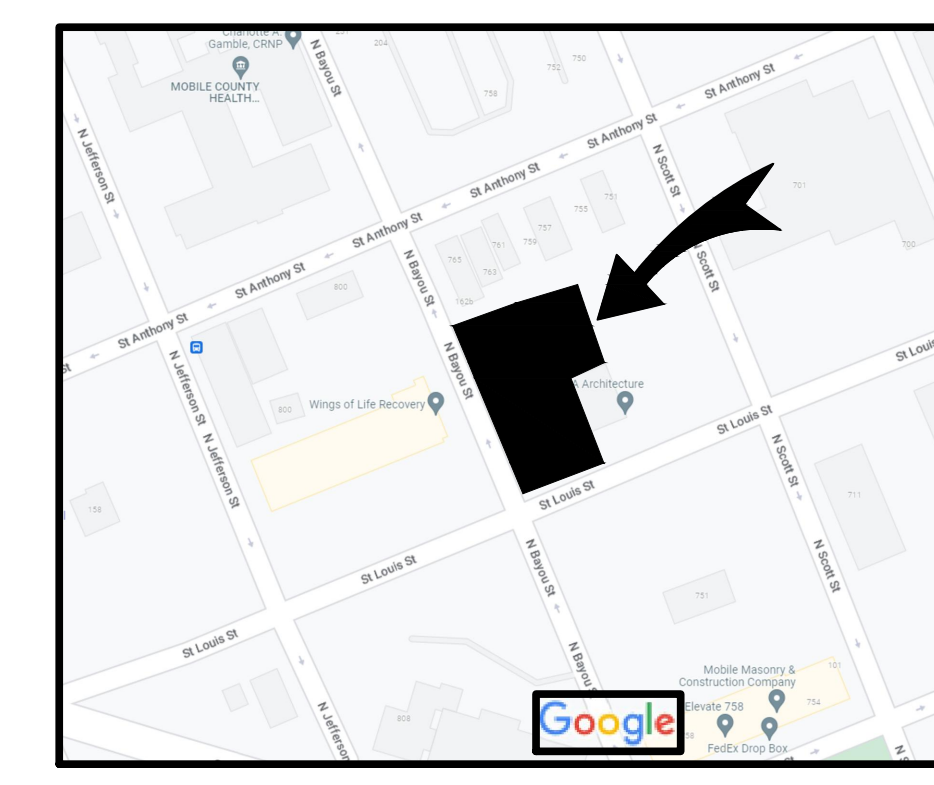 Charlotte A.
Gamble, CRNP
MOBILE COUNTY
HEALTH...
N Bayou St
204
752
750
758
St Anthony St
N Jefferson St
St Anthony St
N Scott St
701
700
751
755
757
759
761
763
765
162b
St Anthony St
St Anthony St
N Bayou St
N Scott St
St Anthony St
800
St Anthony St
St
N Jefferson St
N Bayou St
800
Wings of Life Recovery
A Architecture
St Louis
St Louis St
N Jefferson St
N Scott St
158
St Louis St
711
N Bayou St
N Scott St
St Louis St
751
St Louis St
N Bayou S
101
Mobile Masonry &
Construction Company
754
Elevate 758
58
FedEx Drop Box
N Jefferson
808
Google
St
N S